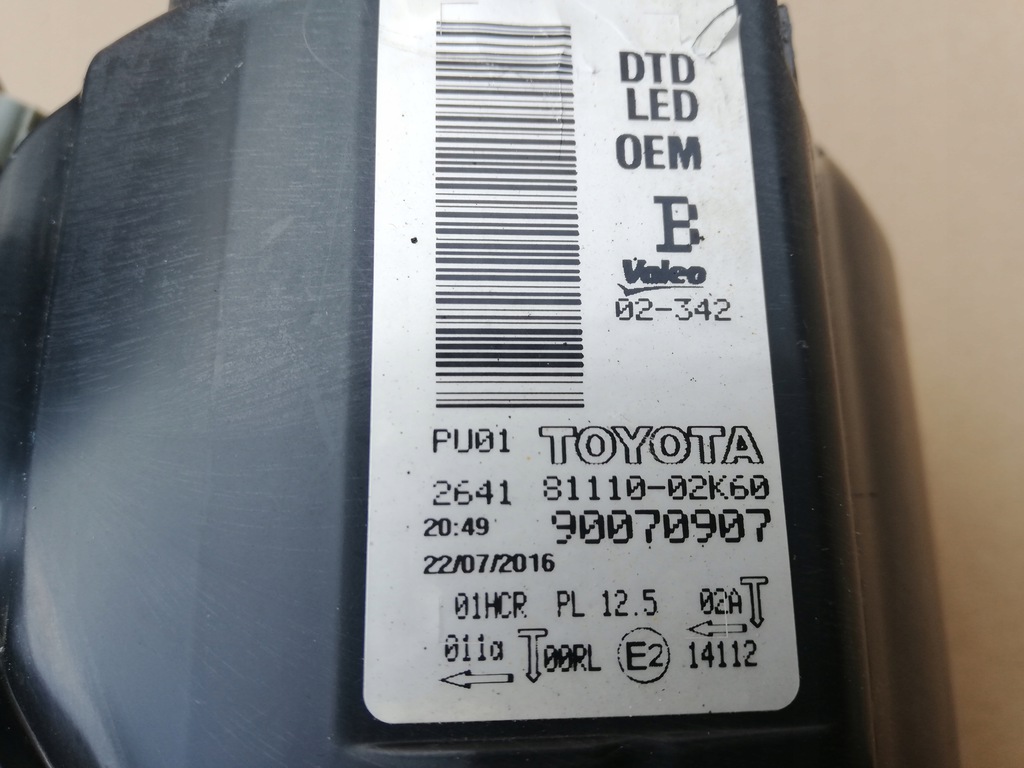 DTD
LED
OEM
B
Valeo
02-342
PU01 TOYOTA
2641 81110-02K60
20:49 90070907
22/07/2016
01HCR PL 12.5 02A
011a 00RL E2 14112